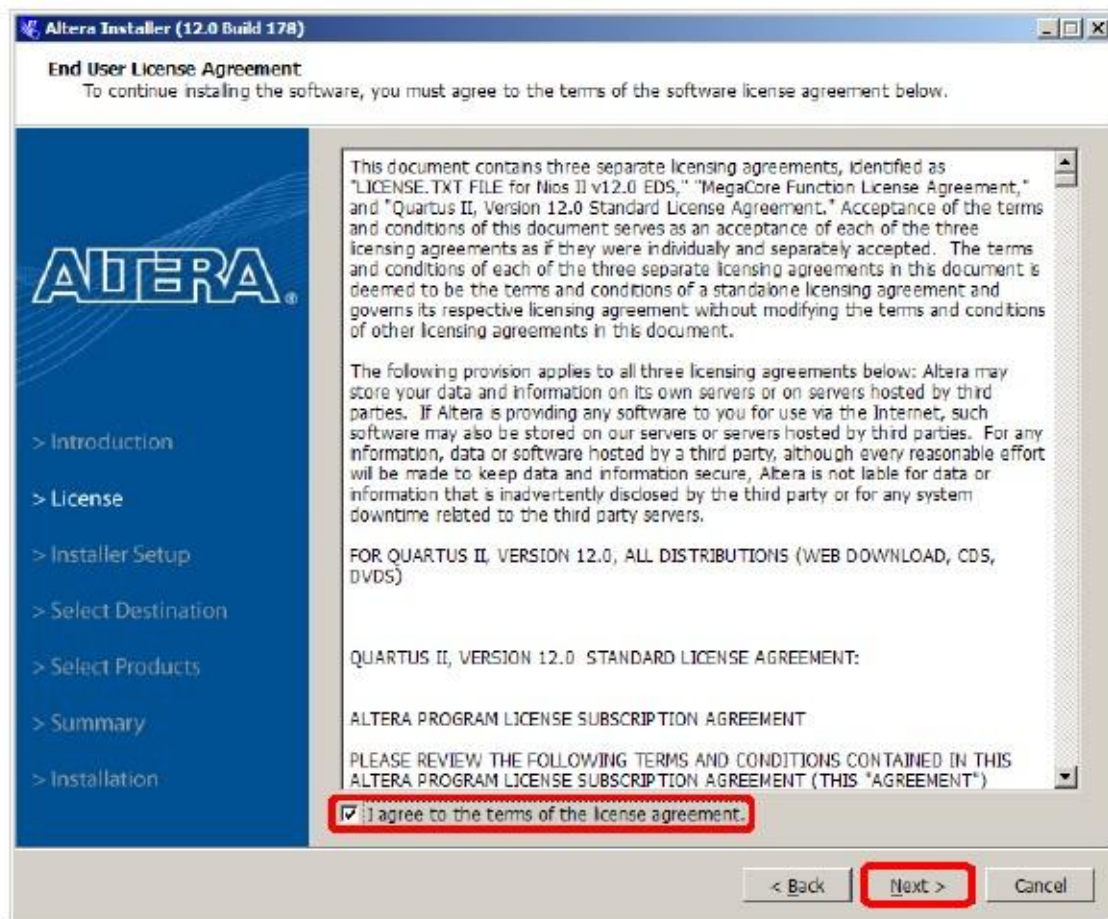 Altera Installer (12.0 Build 178)
End User License Agreement
To continue instaling the software, you must agree to the terms of the software license agreement below.
ALTERA®
> Introduction
> License
> Installer Setup
> Select Destination
> Select Products
> Summary
> Installation
This document contains three separate licensing agreements, identified as
"LICENSE.TXT FILE for Nios II v12.0 EDS," "MegaCore Function License Agreement,"
and "Quartus II, Version 12.0 Standard License Agreement." Acceptance of the terms
and conditions of this document serves as an acceptance of each of the three
licensing agreements as if they were individually and separately accepted. The terms
and conditions of each of the three separate licensing agreements in this document is
deemed to be the terms and conditions of a standalone licensing agreement and
governs its respective licensing agreement without modifying the terms and conditions
of other licensing agreements in this document.
The following provision applies to all three licensing agreements below: Altera may
store your data and information on its own servers or on servers hosted by third
parties. If Altera is providing any software to you for use via the Internet, such
software may also be stored on our servers or servers hosted by third parties. For any
information, data or software hosted by a third party, although every reasonable effort
will be made to keep data and information secure, Altera is not liable for data or
information that is inadvertently disclosed by the third party or for any system
downtime related to the third party servers.
FOR QUARTUS II, VERSION 12.0, ALL DISTRIBUTIONS (WEB DOWNLOAD, CDS,
DVDS)
QUARTUS II, VERSION 12.0 STANDARD LICENSE AGREEMENT:
ALTERA PROGRAM LICENSE SUBSCRIPTION AGREEMENT
PLEASE REVIEW THE FOLLOWING TERMS AND CONDITIONS CONTAINED IN THIS
ALTERA PROGRAM LICENSE SUBSCRIPTION AGREEMENT (THIS "AGREEMENT")
I agree to the terms of the license agreement.
< Back
Next >
Cancel